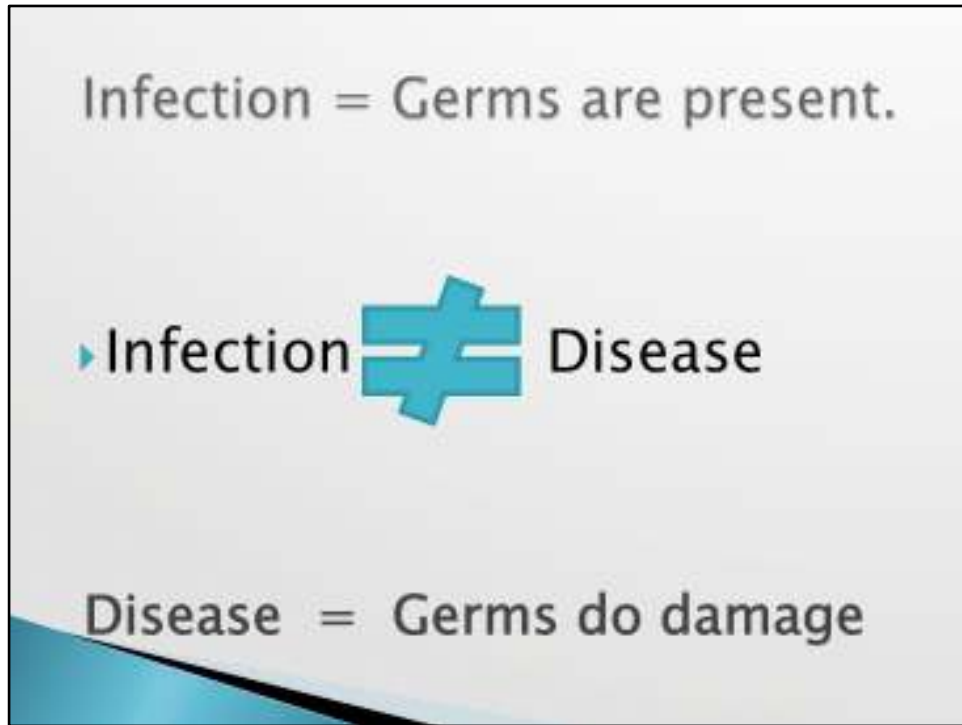 Infection = Germs are present.
Infection ≠ Disease
Disease = Germs do damage